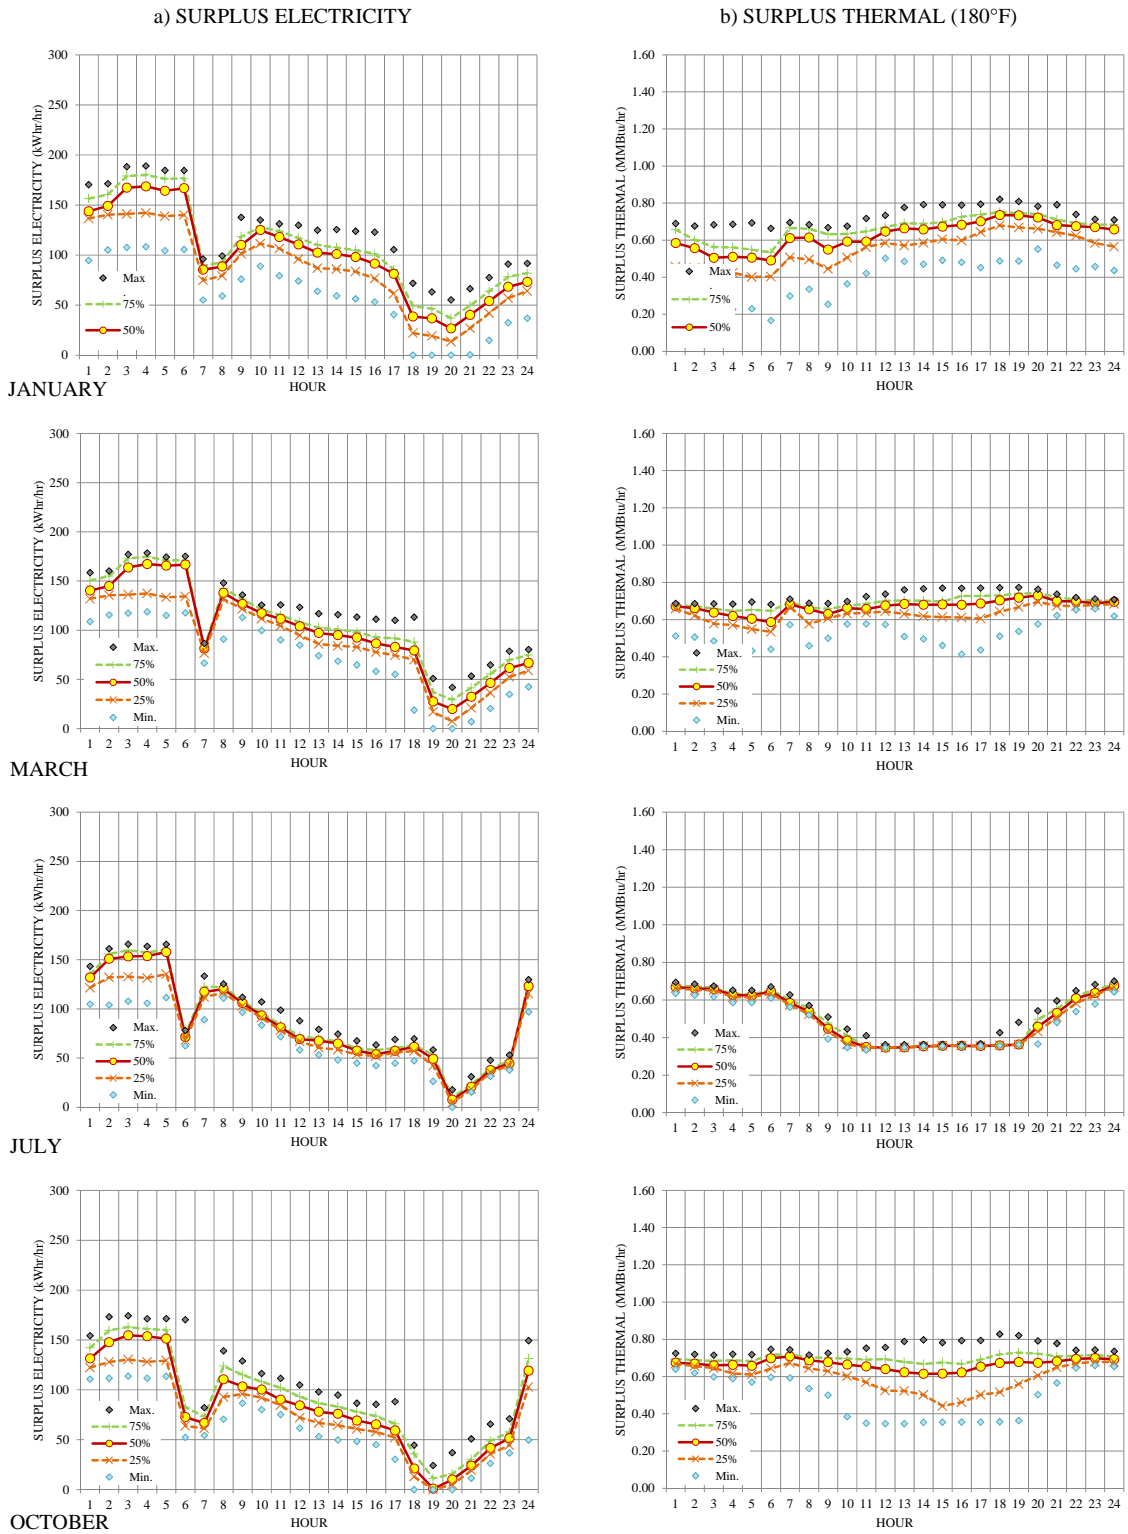 a) SURPLUS ELECTRICITY
b) SURPLUS THERMAL (180°F)
SURPLUS ELECTRICITY (kWhr/hr)
300
250
200
150
100
50
0
Max
75%
50%
1 2 3 4 5 6 7 8 9 10 11 12 13 14 15 16 17 18 19 20 21 22 23 24
HOUR
JANUARY
SURPLUS THERMAL (MMBtu/hr)
1.60
1.40
1.20
1.00
0.80
0.60
0.40
0.20
0.00
Max
75%
50%
1 2 3 4 5 6 7 8 9 10 11 12 13 14 15 16 17 18 19 20 21 22 23 24
HOUR
SURPLUS ELECTRICITY (kWhr/hr)
300
250
200
150
100
50
0
Max.
75%
50%
25%
Min.
1 2 3 4 5 6 7 8 9 10 11 12 13 14 15 16 17 18 19 20 21 22 23 24
HOUR
MARCH
SURPLUS THERMAL (MMBtu/hr)
1.60
1.40
1.20
1.00
0.80
0.60
0.40
0.20
0.00
Max.
75%
50%
25%
Min.
1 2 3 4 5 6 7 8 9 10 11 12 13 14 15 16 17 18 19 20 21 22 23 24
HOUR
SURPLUS ELECTRICITY (kWhr/hr)
300
250
200
150
100
50
0
Max.
75%
50%
25%
Min.
1 2 3 4 5 6 7 8 9 10 11 12 13 14 15 16 17 18 19 20 21 22 23 24
HOUR
JULY
SURPLUS THERMAL (MMBtu/hr)
1.60
1.40
1.20
1.00
0.80
0.60
0.40
0.20
0.00
Max.
75%
50%
25%
Min.
1 2 3 4 5 6 7 8 9 10 11 12 13 14 15 16 17 18 19 20 21 22 23 24
HOUR
SURPLUS ELECTRICITY (kWhr/hr)
300
250
200
150
100
50
0
Max.
75%
50%
25%
Min.
1 2 3 4 5 6 7 8 9 10 11 12 13 14 15 16 17 18 19 20 21 22 23 24
HOUR
OCTOBER
SURPLUS THERMAL (MMBtu/hr)
1.60
1.40
1.20
1.00
0.80
0.60
0.40
0.20
0.00
Max.
75%
50%
25%
Min.
1 2 3 4 5 6 7 8 9 10 11 12 13 14 15 16 17 18 19 20 21 22 23 24
HOUR